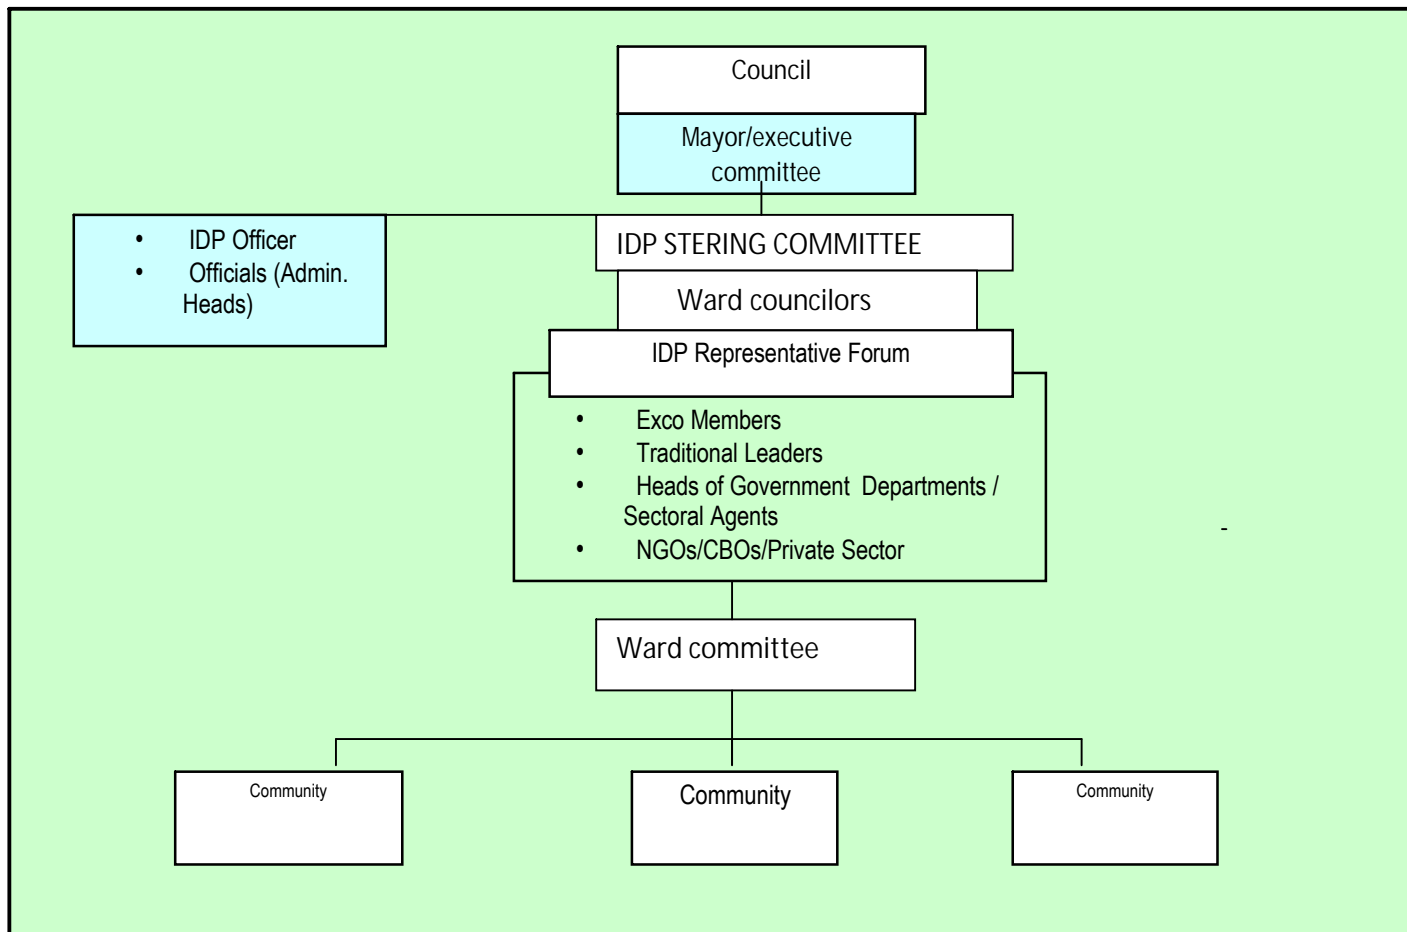 Council
Mayor/executive
committee
• IDP Officer
• Officials (Admin.
Heads)
IDP STERING COMMITTEE
Ward councilors
IDP Representative Forum
• Exco Members
• Traditional Leaders
• Heads of Government Departments /
Sectoral Agents
• NGOs/CBOs/Private Sector
-
Ward committee
Community
Community
Community